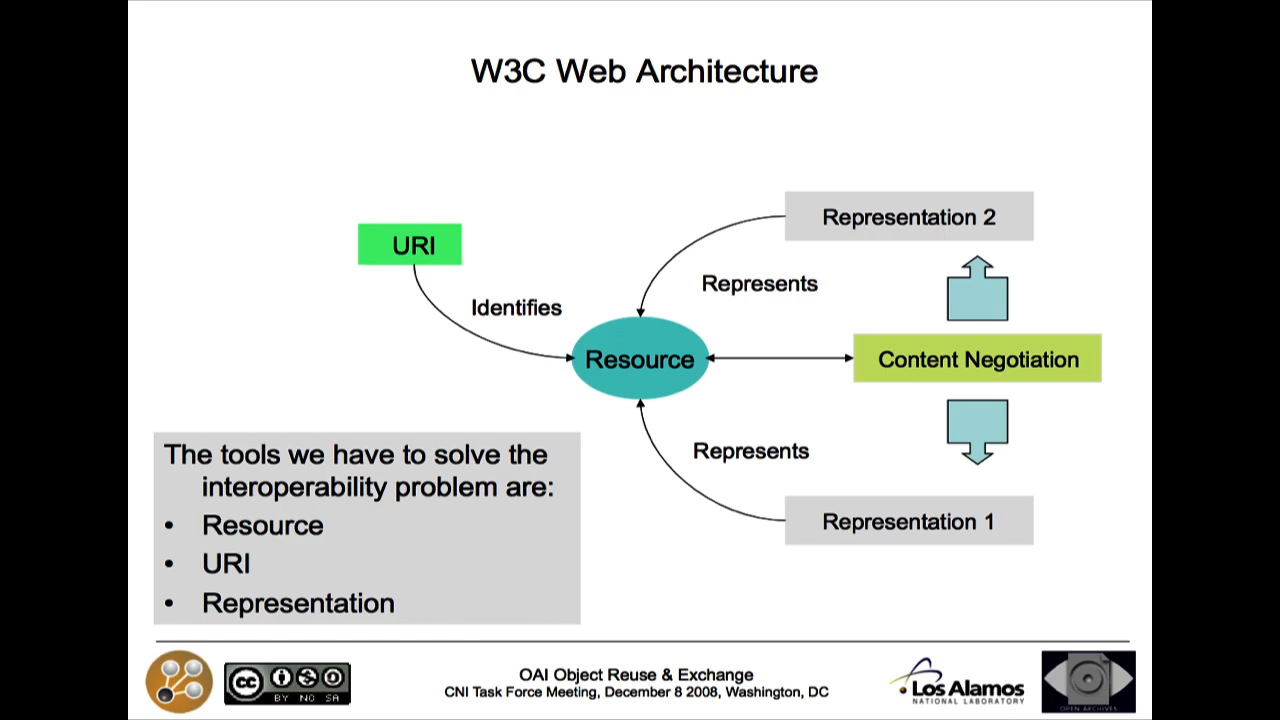 W3C Web Architecture
Representation 2
URI
Represents
Identifies
Resource
Content Negotiation
Represents
Representation 1
The tools we have to solve the
interoperability problem are:
• Resource
• URI
• Representation
OAI Object Reuse & Exchange
CNI Task Force Meeting, December 8 2008, Washington, DC
cc
BY NC SA
Los Alamos
NATIONAL LABORATORY
OPEN ARCHIVES